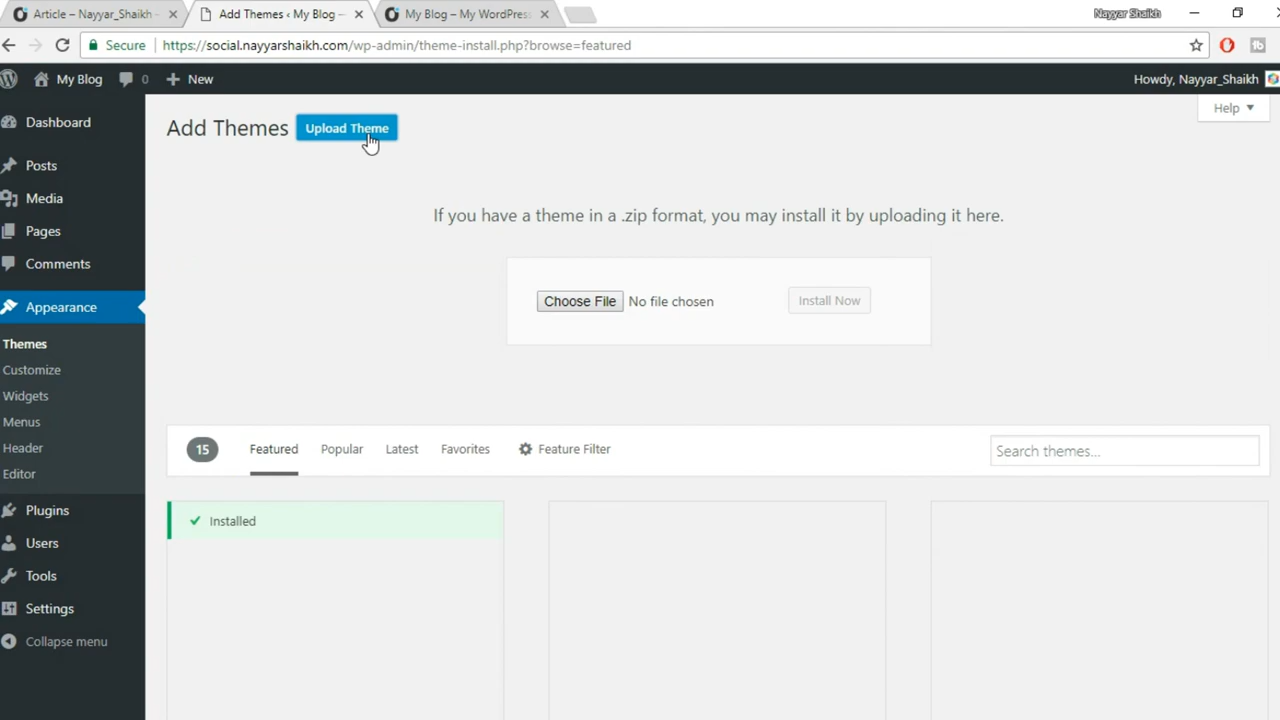 Article – Nayyar_Shaikh -
Add Themes ‹ My Blog —
My Blog – My WordPress
Nayyar Shaikh
Secure
https://social.nayyarshaikh.com/wp-admin/theme-install.php?browse=featured
My Blog
0
New
Howdy, Nayyar_Shaikh
Dashboard
Posts
Media
Pages
Comments
Appearance
Themes
Customize
Widgets
Menus
Header
Editor
Plugins
Users
Tools
Settings
Collapse menu
Add Themes
Upload Theme
Help
If you have a theme in a .zip format, you may install it by uploading it here.
Choose File No file chosen
Install Now
15
Featured
Popular
Latest
Favorites
Feature Filter
Search themes...
Installed